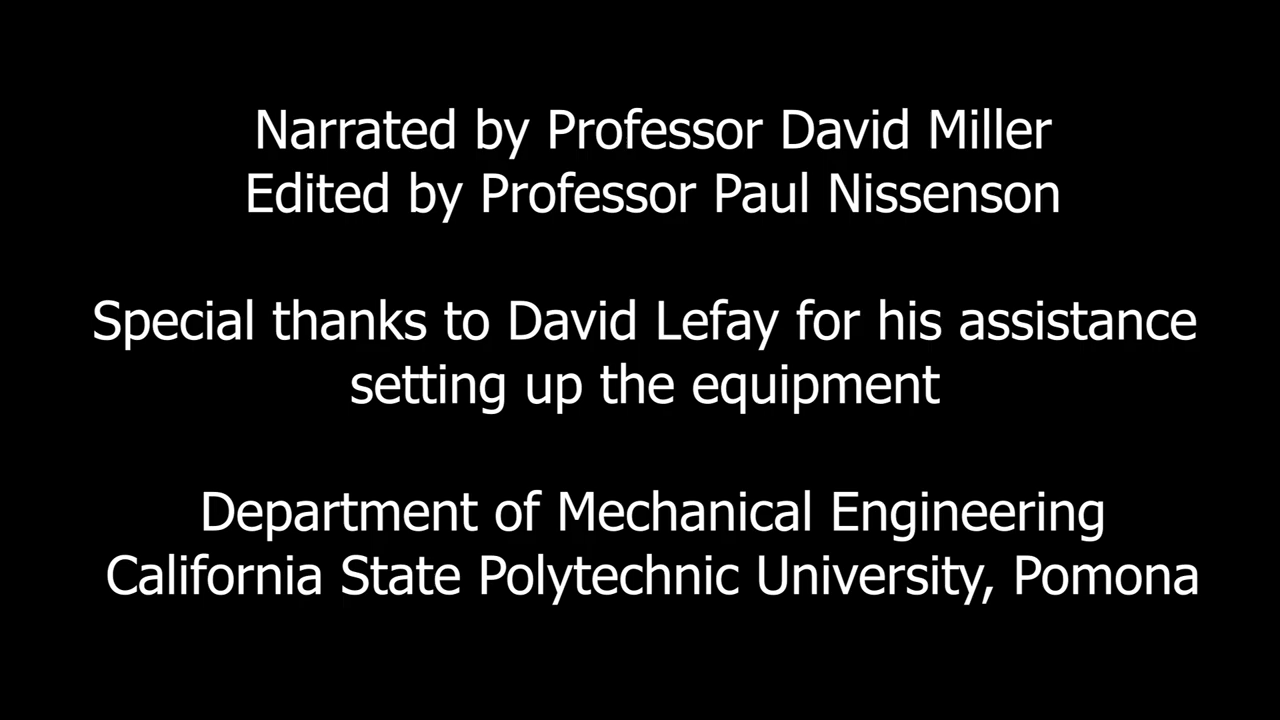 Narrated by Professor David Miller
Edited by Professor Paul Nissenson
Special thanks to David Lefay for his assistance
setting up the equipment
Department of Mechanical Engineering
California State Polytechnic University, Pomona